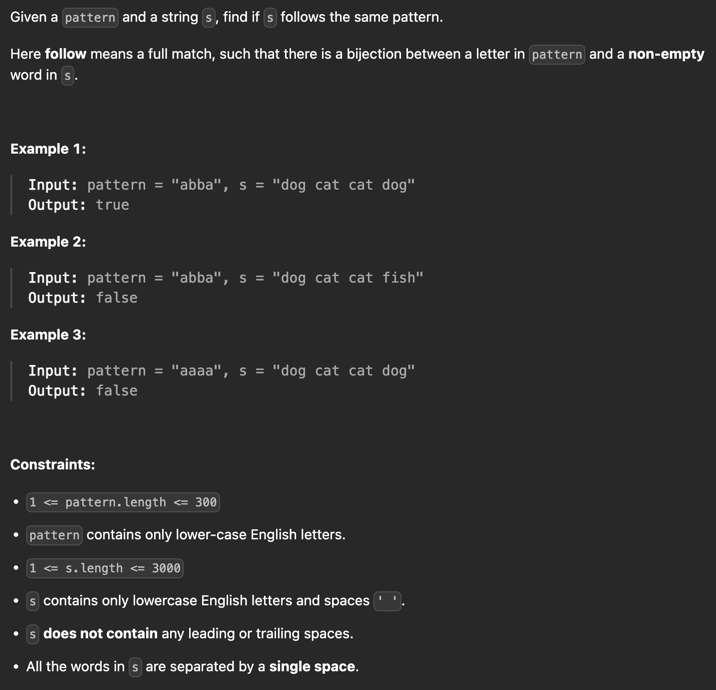 Given a pattern and a string s, find if s follows the same pattern.
Here follow means a full match, such that there is a bijection between a letter in pattern and a non-empty
word in s.
Example 1:
Input: pattern = "abba", s = "dog cat cat dog"
Output: true
Example 2:
Input: pattern = "abba", s = "dog cat cat fish"
Output: false
Example 3:
Input: pattern = "aaaa", s = "dog cat cat dog"
Output: false
Constraints:
• 1 <= pattern.length <= 300
• pattern contains only lower-case English letters.
• 1 <= s.length <= 3000
• s contains only lowercase English letters and spaces ' '.
• s does not contain any leading or trailing spaces.
• All the words in s are separated by a single space.